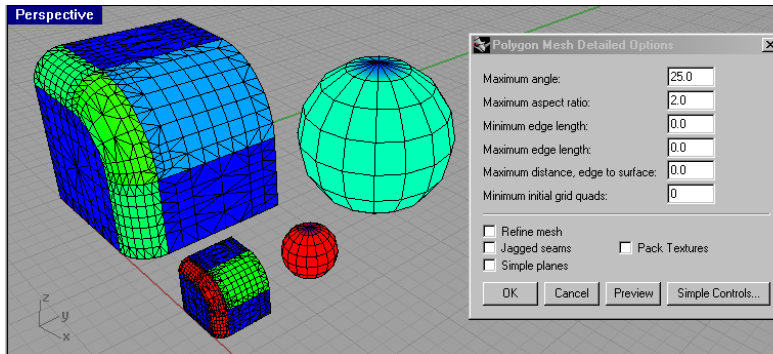 Perspective
Polygon Mesh Detailed Options
Maximum angle: 25.0
Maximum aspect ratio: 2.0
Minimum edge length: 0.0
Maximum edge length: 0.0
Maximum distance, edge to surface: 0.0
Minimum initial grid quads: 0
Refine mesh
Jagged seams Pack Textures
Simple planes
OK Cancel Preview Simple Controls...
z
y
x